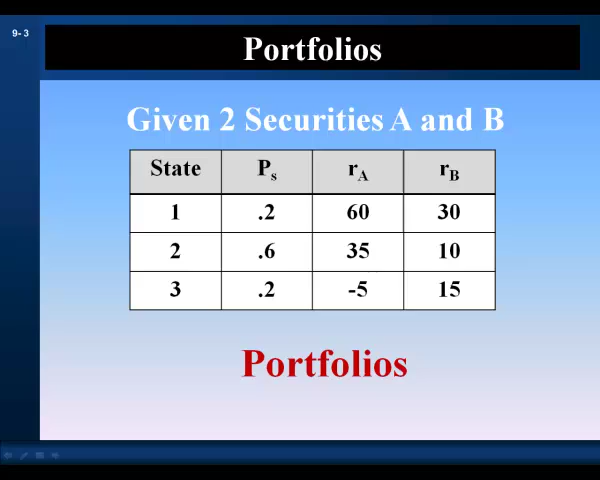 9- 3
Portfolios
Given 2 Securities A and B
State Ps rA rB
1 .2 60 30
2 .6 35 10
3 .2 -5 15
Portfolios